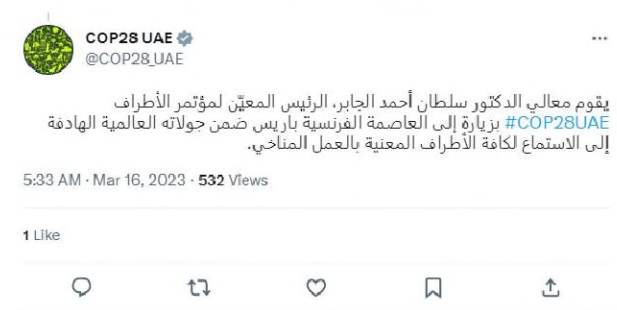 COP28 UAE
@COP28_UAE
يقوم معالي الدكتور سلطان أحمد الجابر، الرئيس المعيّن لمؤتمر الأطراف
#COP28UAE بزيارة إلى العاصمة الفرنسية باريس ضمن جولاته العالمية الهادفة
إلى الاستماع لكافة الأطراف المعنية بالعمل المناخي.
5:33 AM · Mar 16, 2023 · 532 Views
1 Like